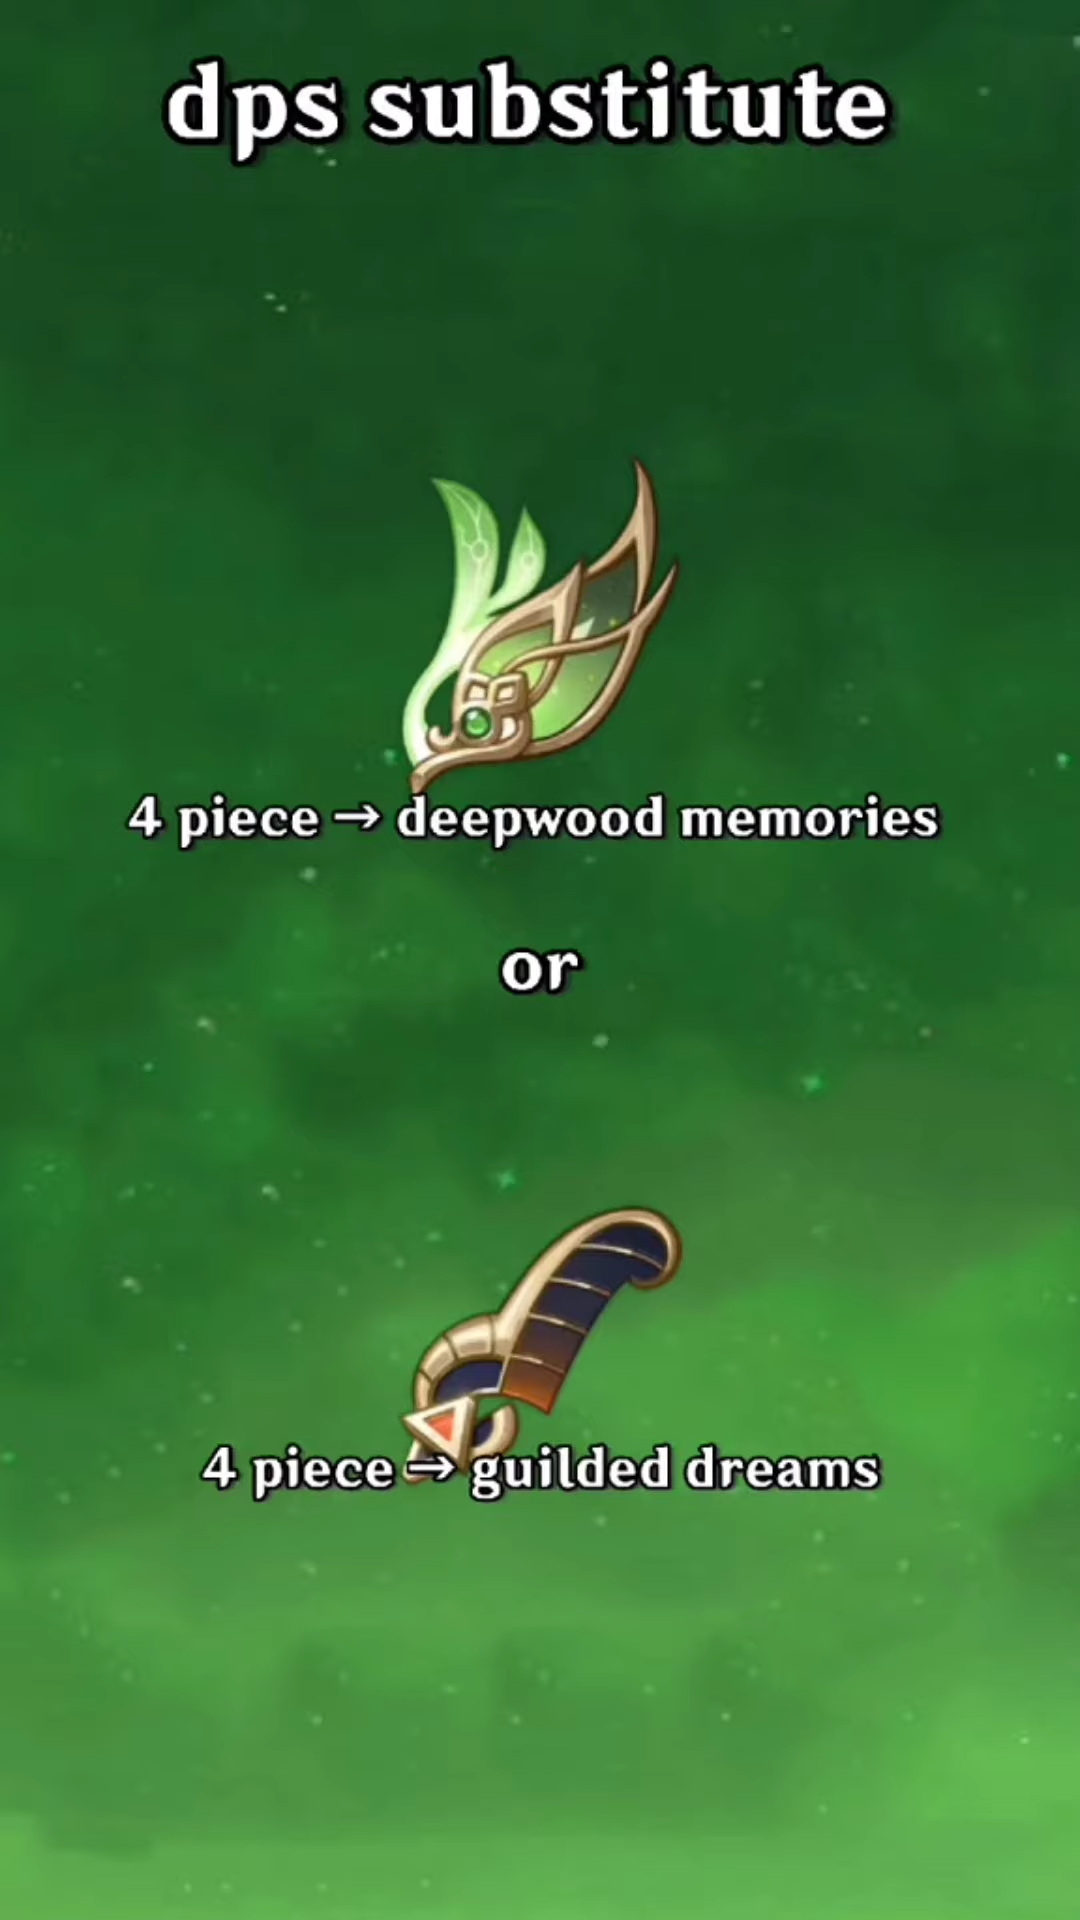 dps substitute
4 piece → deepwood memories
or
4 piece → guilded dreams